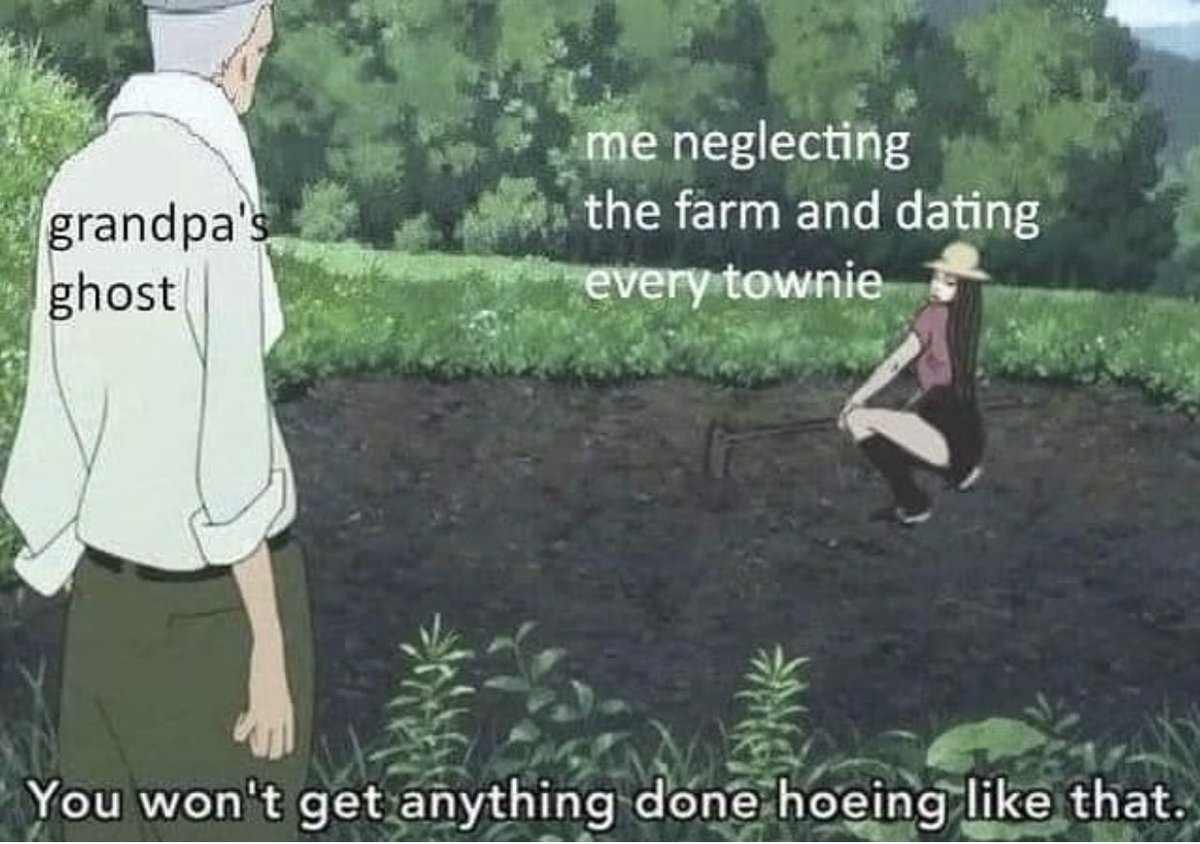 me neglecting
the farm and dating
every townie
grandpa's
ghost
You won't get anything done hoeing like that.